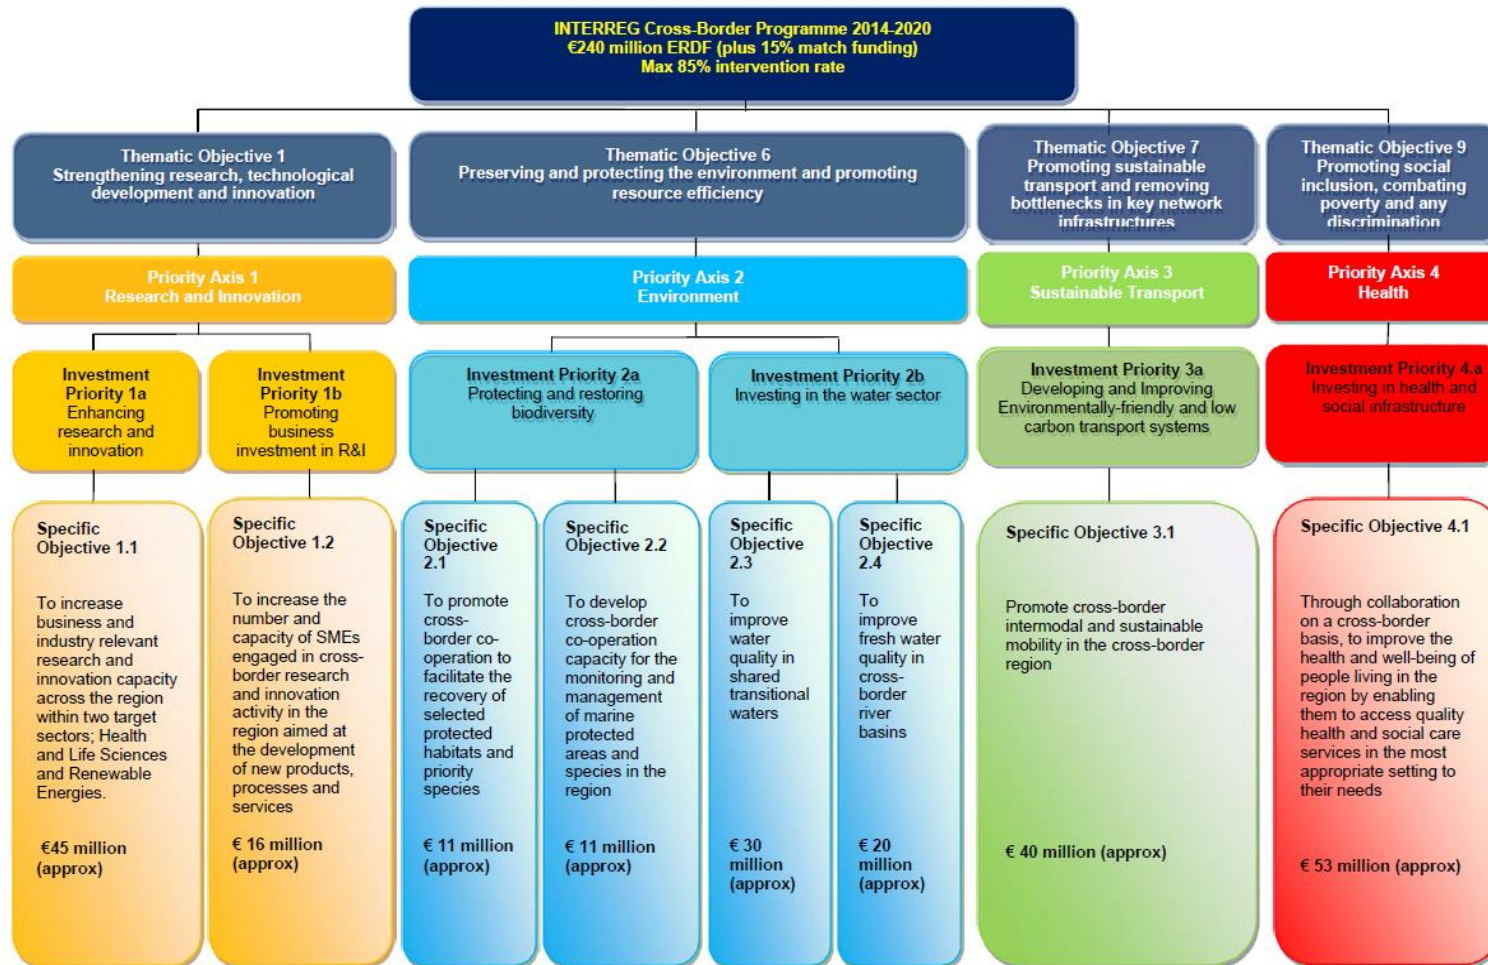 INTERREG Cross-Border Programme 2014-2020
€240 million ERDF (plus 15% match funding)
Max 85% intervention rate
Thematic Objective 1
Strengthening research, technological
development and innovation
Thematic Objective 6
Preserving and protecting the environment and promoting
resource efficiency
Thematic Objective 7
Promoting sustainable
transport and removing
bottlenecks in key network
infrastructures
Thematic Objective 9
Promoting social
inclusion, combating
poverty and any
discrimination
Priority Axis 1
Research and Innovation
Priority Axis 2
Environment
Priority Axis 3
Sustainable Transport
Priority Axis 4
Health
Investment
Priority 1a
Enhancing
research and
innovation
Investment
Priority 1b
Promoting
business
investment in R&I
Investment Priority 2a
Protecting and restoring
biodiversity
Investment Priority 2b
Investing in the water sector
Investment Priority 3a
Developing and Improving
Environmentally-friendly and low
carbon transport systems
Investment Priority 4.a
Investing in health and
social infrastructure
Specific
Objective 1.1
To increase
business and
industry relevant
research and
innovation capacity
across the region
within two target
sectors; Health
and Life Sciences
and Renewable
Energies.
€45 million
(approx)
Specific
Objective 1.2
To increase the
number and
capacity of SMEs
engaged in cross-
border research
and innovation
activity in the
region aimed at
the development
of new products,
processes and
services
€ 16 million
(approx)
Specific
Objective
2.1
To promote
cross-
border co-
operation to
facilitate the
recovery of
selected
protected
habitats and
priority
species
€ 11 million
(approx)
Specific
Objective 2.2
To develop
cross-border
co-operation
capacity for the
monitoring and
management
of marine
protected
areas and
species in the
region
€ 11 million
(approx)
Specific
Objective
2.3
To
improve
water
quality in
shared
transitional
waters
€ 30
million
(approx)
Specific
Objective
2.4
To
improve
fresh water
quality in
cross-
border
river
basins
€ 20
million
(approx)
Specific Objective 3.1
Promote cross-border
intermodal and sustainable
mobility in the cross-border
region
€ 40 million (approx)
Specific Objective 4.1
Through collaboration
on a cross-border
basis, to improve the
health and well-being of
people living in the
region by enabling
them to access quality
health and social care
services in the most
appropriate setting to
their needs
€ 53 million (approx)